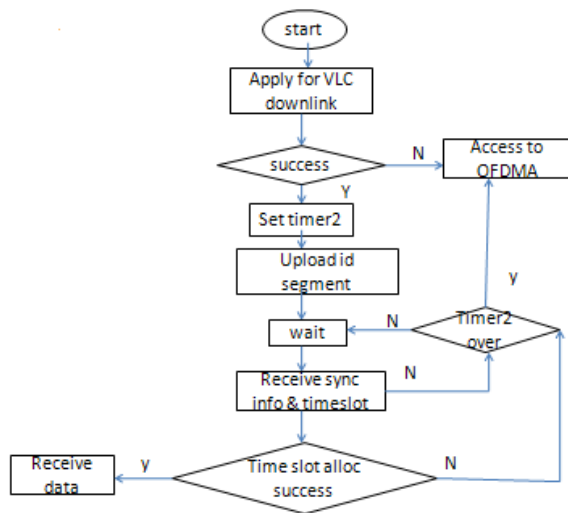 start
Apply for VLC
downlink
success
N
Access to
OFDMA
Y
Set timer2
Upload id
segment
y
wait
N
Timer2
over
Receive sync
info & timeslot
N
Receive
data
y
Time slot alloc
success
N